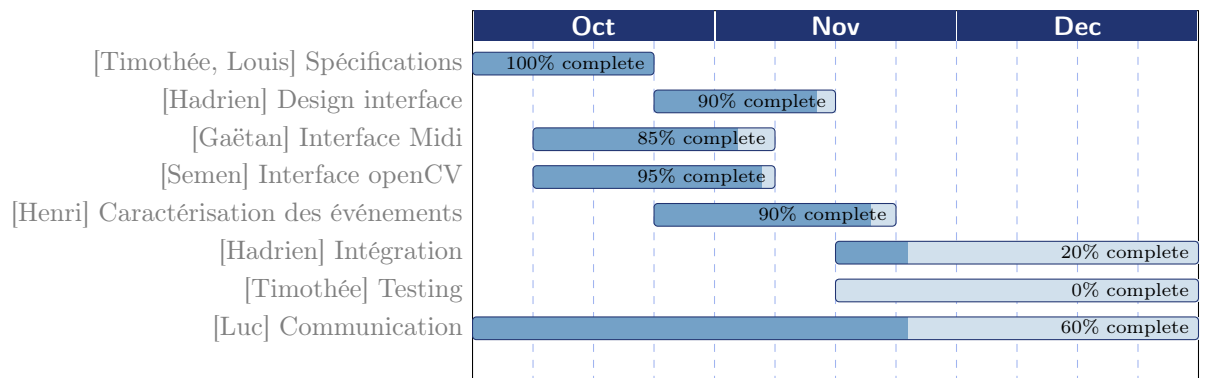 Oct Nov Dec
[Timothée, Louis] Spécifications 100% complete
[Hadrien] Design interface 90% complete
[Gaëtan] Interface Midi 85% complete
[Semen] Interface openCV 95% complete
[Henri] Caractérisation des événements 90% complete
[Hadrien] Intégration 20% complete
[Timothée] Testing 0% complete
[Luc] Communication 60% complete